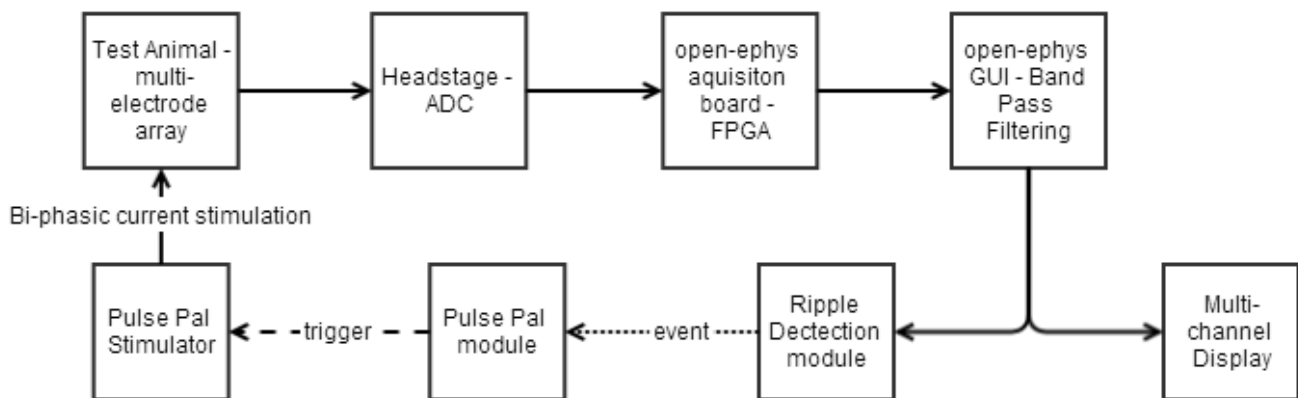 Test Animal -
multi-
electrode
array
Headstage -
ADC
open-ephys
aquisiton
board -
FPGA
open-ephys
GUI - Band
Pass
Filtering
Bi-phasic current stimulation
Pulse Pal
Stimulator
trigger
Pulse Pal
module
event
Ripple
Dectection
module
Multi-
channel
Display